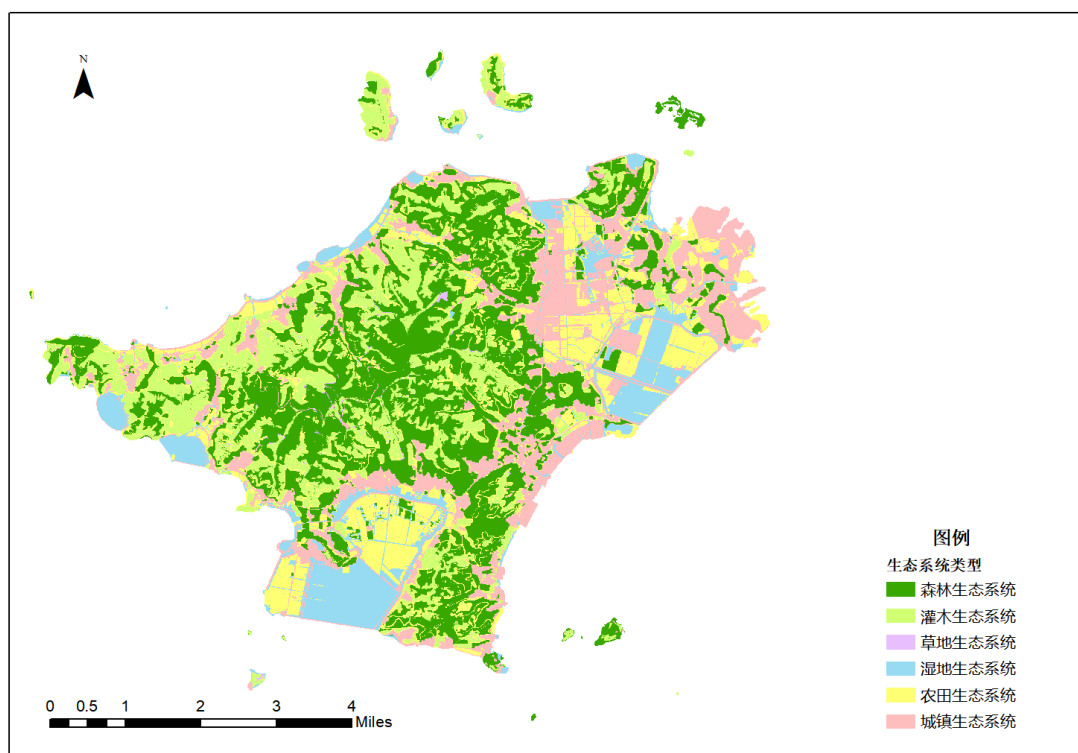 N
图例
生态系统类型
森林生态系统
灌木生态系统
草地生态系统
湿地生态系统
农田生态系统
城镇生态系统
0 0.5 1 2 3 4
Miles